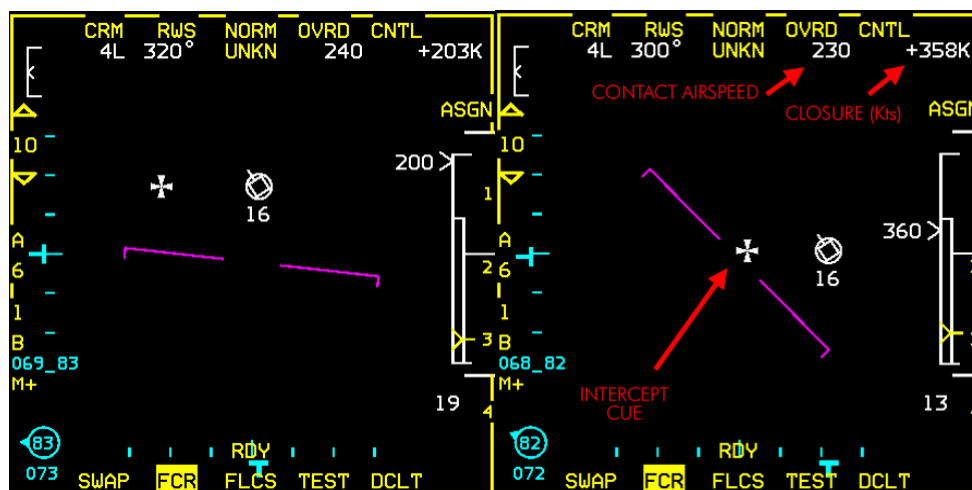 CRM RWS NORM OVRD CNTL
4L 320° UNKN 240 +203K
ASGN
10
200
16
1
A
6
2
1
B
3
069_83
M+
19
4
83
073
RDY
SWAP FCR FLCS TEST DCLT
CRM RWS NORM OVRD CNTL
4L 300° UNKN 230 +358K
CONTACT AIRSPEED
CLOSURE (Kts)
ASGN
10
360
16
A
6
1
B
068_82
M+
INTERCEPT
CUE
13
82
072
RDY
SWAP FCR FLCS TEST DCLT